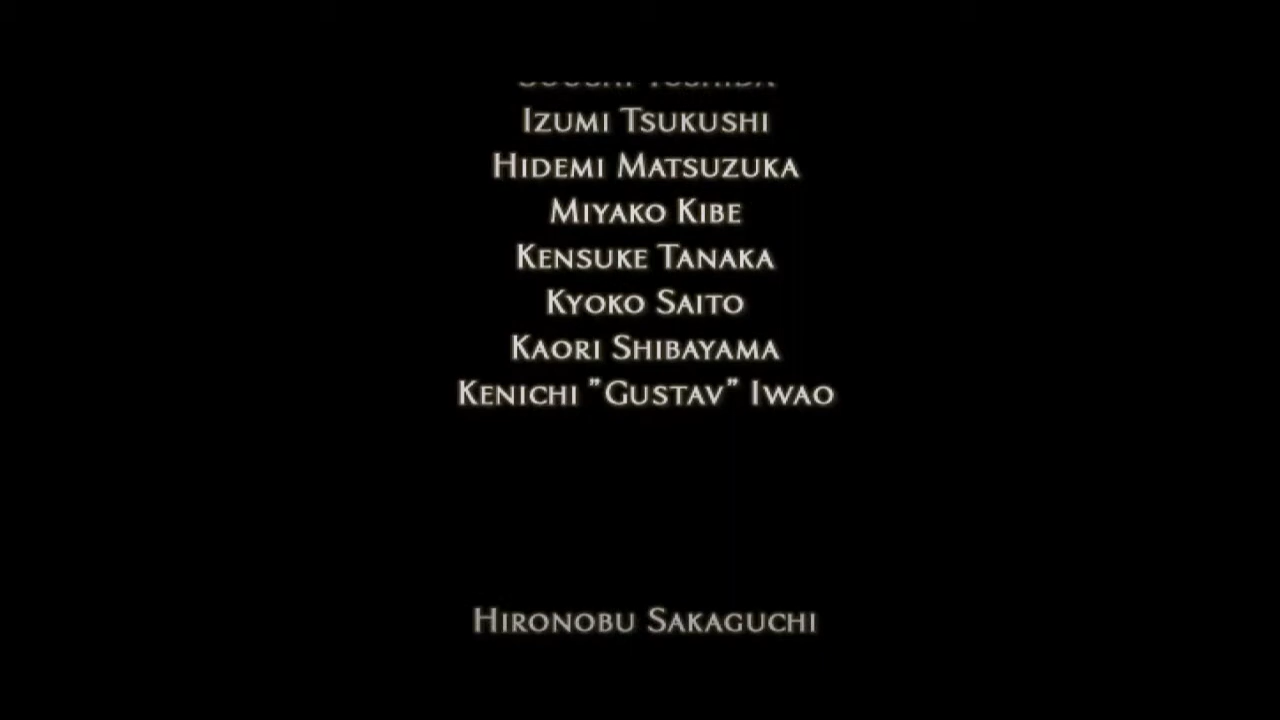 Izumi Tsukushi
Hidemi Matsuzuka
Miyako Kibe
Kensuke Tanaka
Kyoko Saito
Kaori Shibayama
Kenichi ”Gustav” Iwao
Hironobu Sakaguchi